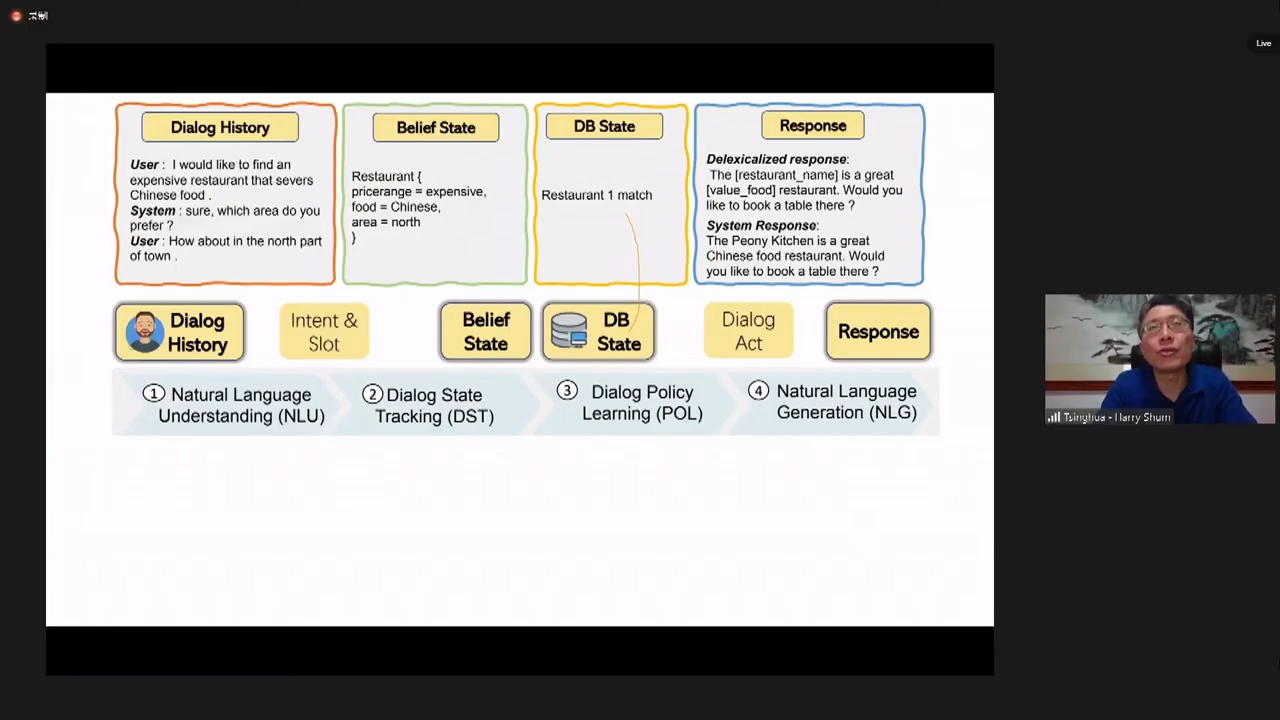 Live
Dialog History
User : I would like to find an
expensive restaurant that severs
Chinese food .
System : sure, which area do you
prefer ?
User : How about in the north part
of town .
Belief State
Restaurant {
pricerange = expensive,
food = Chinese,
area = north
}
DB State
Restaurant 1 match
Response
Delexicalized response:
The [restaurant_name] is a great
[value_food] restaurant. Would you
like to book a table there ?
System Response:
The Peony Kitchen is a great
Chinese food restaurant. Would
you like to book a table there ?
Dialog
History
Intent &
Slot
Belief
State
DB
State
Dialog
Act
Response
1 Natural Language
Understanding (NLU)
2 Dialog State
Tracking (DST)
3 Dialog Policy
Learning (POL)
4 Natural Language
Generation (NLG)
Tsinghua - Harry Shum